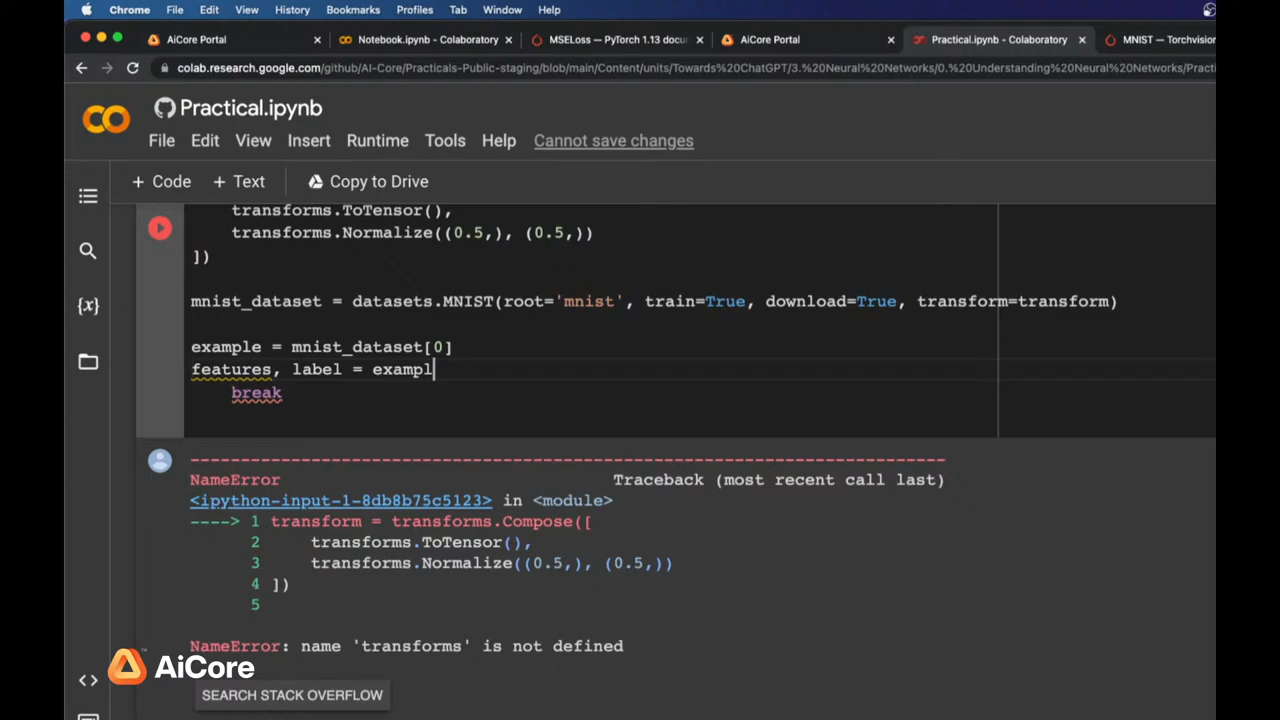 Chrome File Edit View History Bookmarks Profiles Tab Window Help
AiCore Portal Notebook.ipynb - Colaboratory MSELoss — PyTorch 1.13 docu AiCore Portal Practical.ipynb - Colaboratory MNIST — Torchvision
colab.research.google.com/github/AI-Core/Practicals-Public-staging/blob/main/Content/units/Towards%20ChatGPT/3.%20Neural%20Networks/0.%20Understanding%20Neural%20Networks/Practi
Practical.ipynb
File Edit View Insert Runtime Tools Help Cannot save changes
+ Code + Text Copy to Drive
transforms.ToTensor(),
transforms.Normalize((0.5,), (0.5,))
])
mnist_dataset = datasets.MNIST(root='mnist', train=True, download=True, transform=transform)
example = mnist_dataset[0]
features, label = exampl
break
NameError Traceback (most recent call last)
<ipython-input-1-8db8b75c5123> in <module>
----> 1 transform = transforms.Compose([
2 transforms.ToTensor(),
3 transforms.Normalize((0.5,), (0.5,))
4 ])
5
NameError: name 'transforms' is not defined
AiCore
SEARCH STACK OVERFLOW